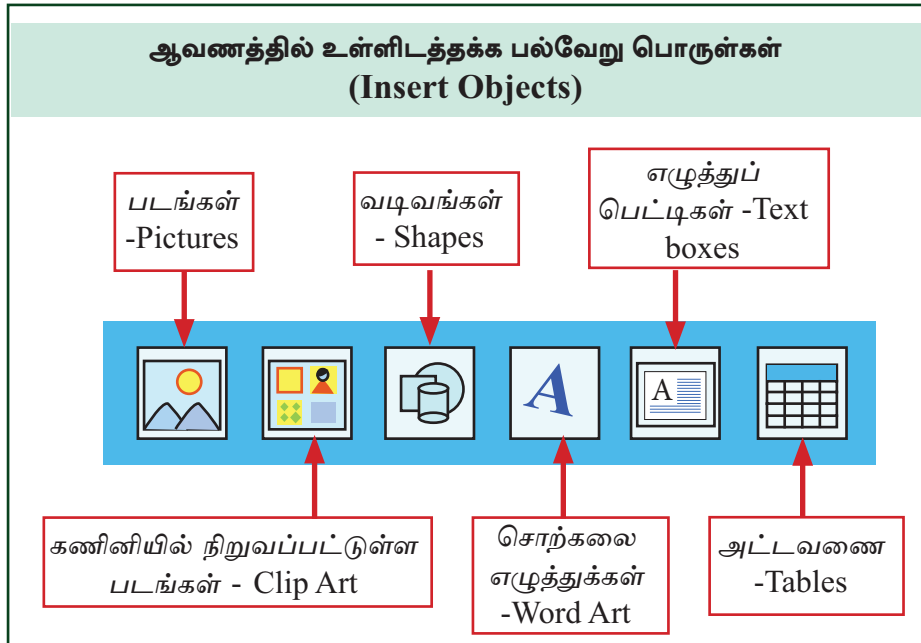 ஆவணத்தில் உள்ளிடத்தக்க பல்வேறு பொருள்கள்
(Insert Objects)
படங்கள்
-Pictures
வடிவங்கள்
- Shapes
எழுத்துப்
பெட்டிகள் -Text
boxes
A
A
கணினியில் நிறுவப்பட்டுள்ள
படங்கள் - Clip Art
சொற்கலை
எழுத்துக்கள்
-Word Art
அட்டவணை
-Tables